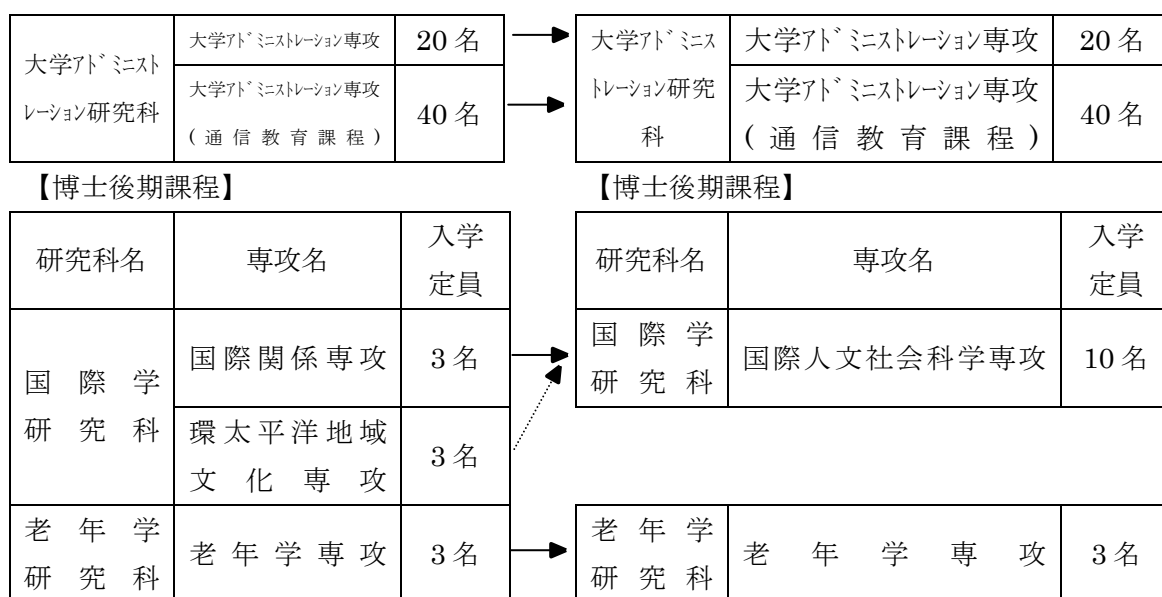 大学アドミニスト
レーション研究科
大学アドミニストレーション専攻
20名
大学アドミニストレーション専攻
(通信教育課程)
40名
大学アドミニス
トレーション研究
科
大学アドミニストレーション専攻
20名
大学アドミニストレーション専攻
(通信教育課程)
40名
【博士後期課程】
【博士後期課程】
研究科名
専攻名
入学
定員
研究科名
専攻名
入学
定員
国際学
研究科
国際関係専攻
3名
環太平洋地域
文化専攻
3名
国際学
研究科
国際人文社会科学専攻
10名
老年学
研究科
老年学専攻
3名
老年学
研究科
老年学専攻
3名